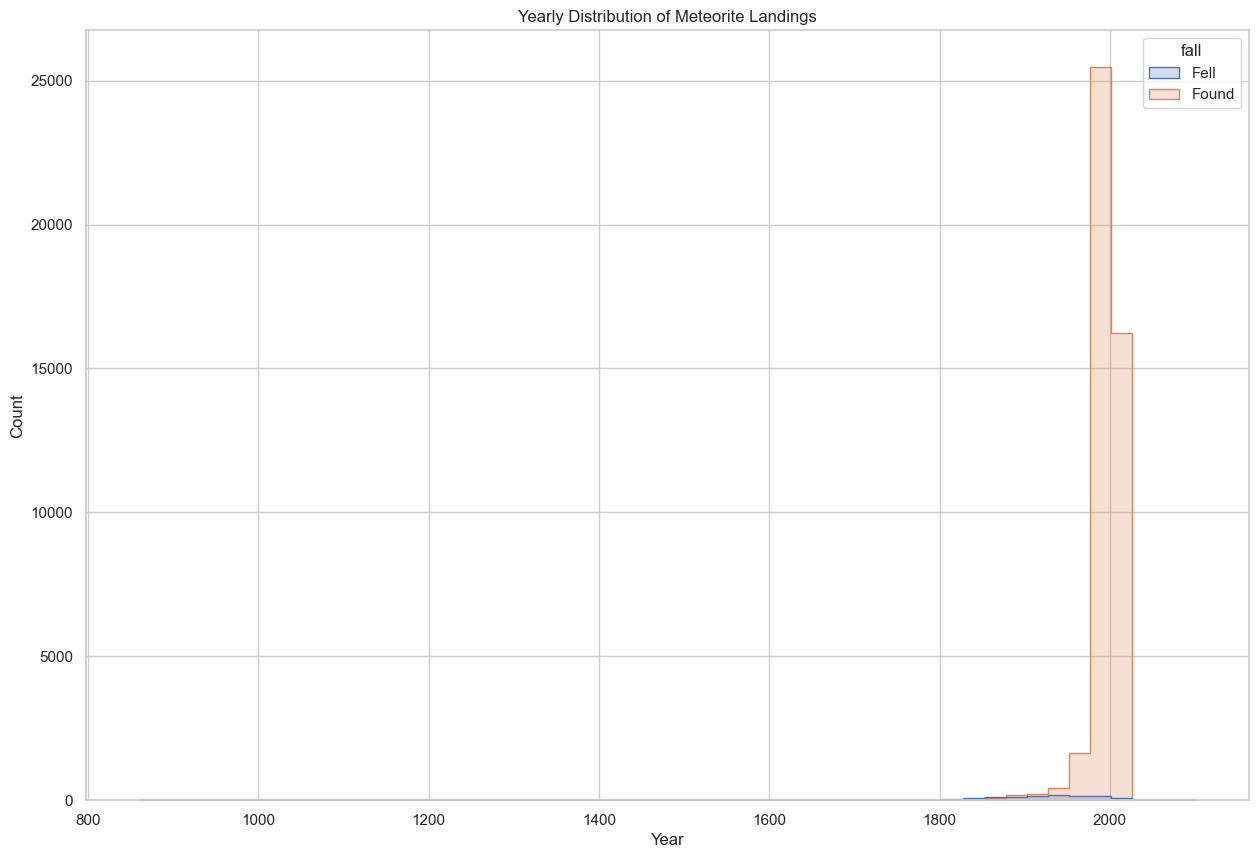 Yearly Distribution of Meteorite Landings
fall
Fell
Found
25000
20000
15000
10000
5000
0
Count
800 1000 1200 1400 1600 1800 2000
Year